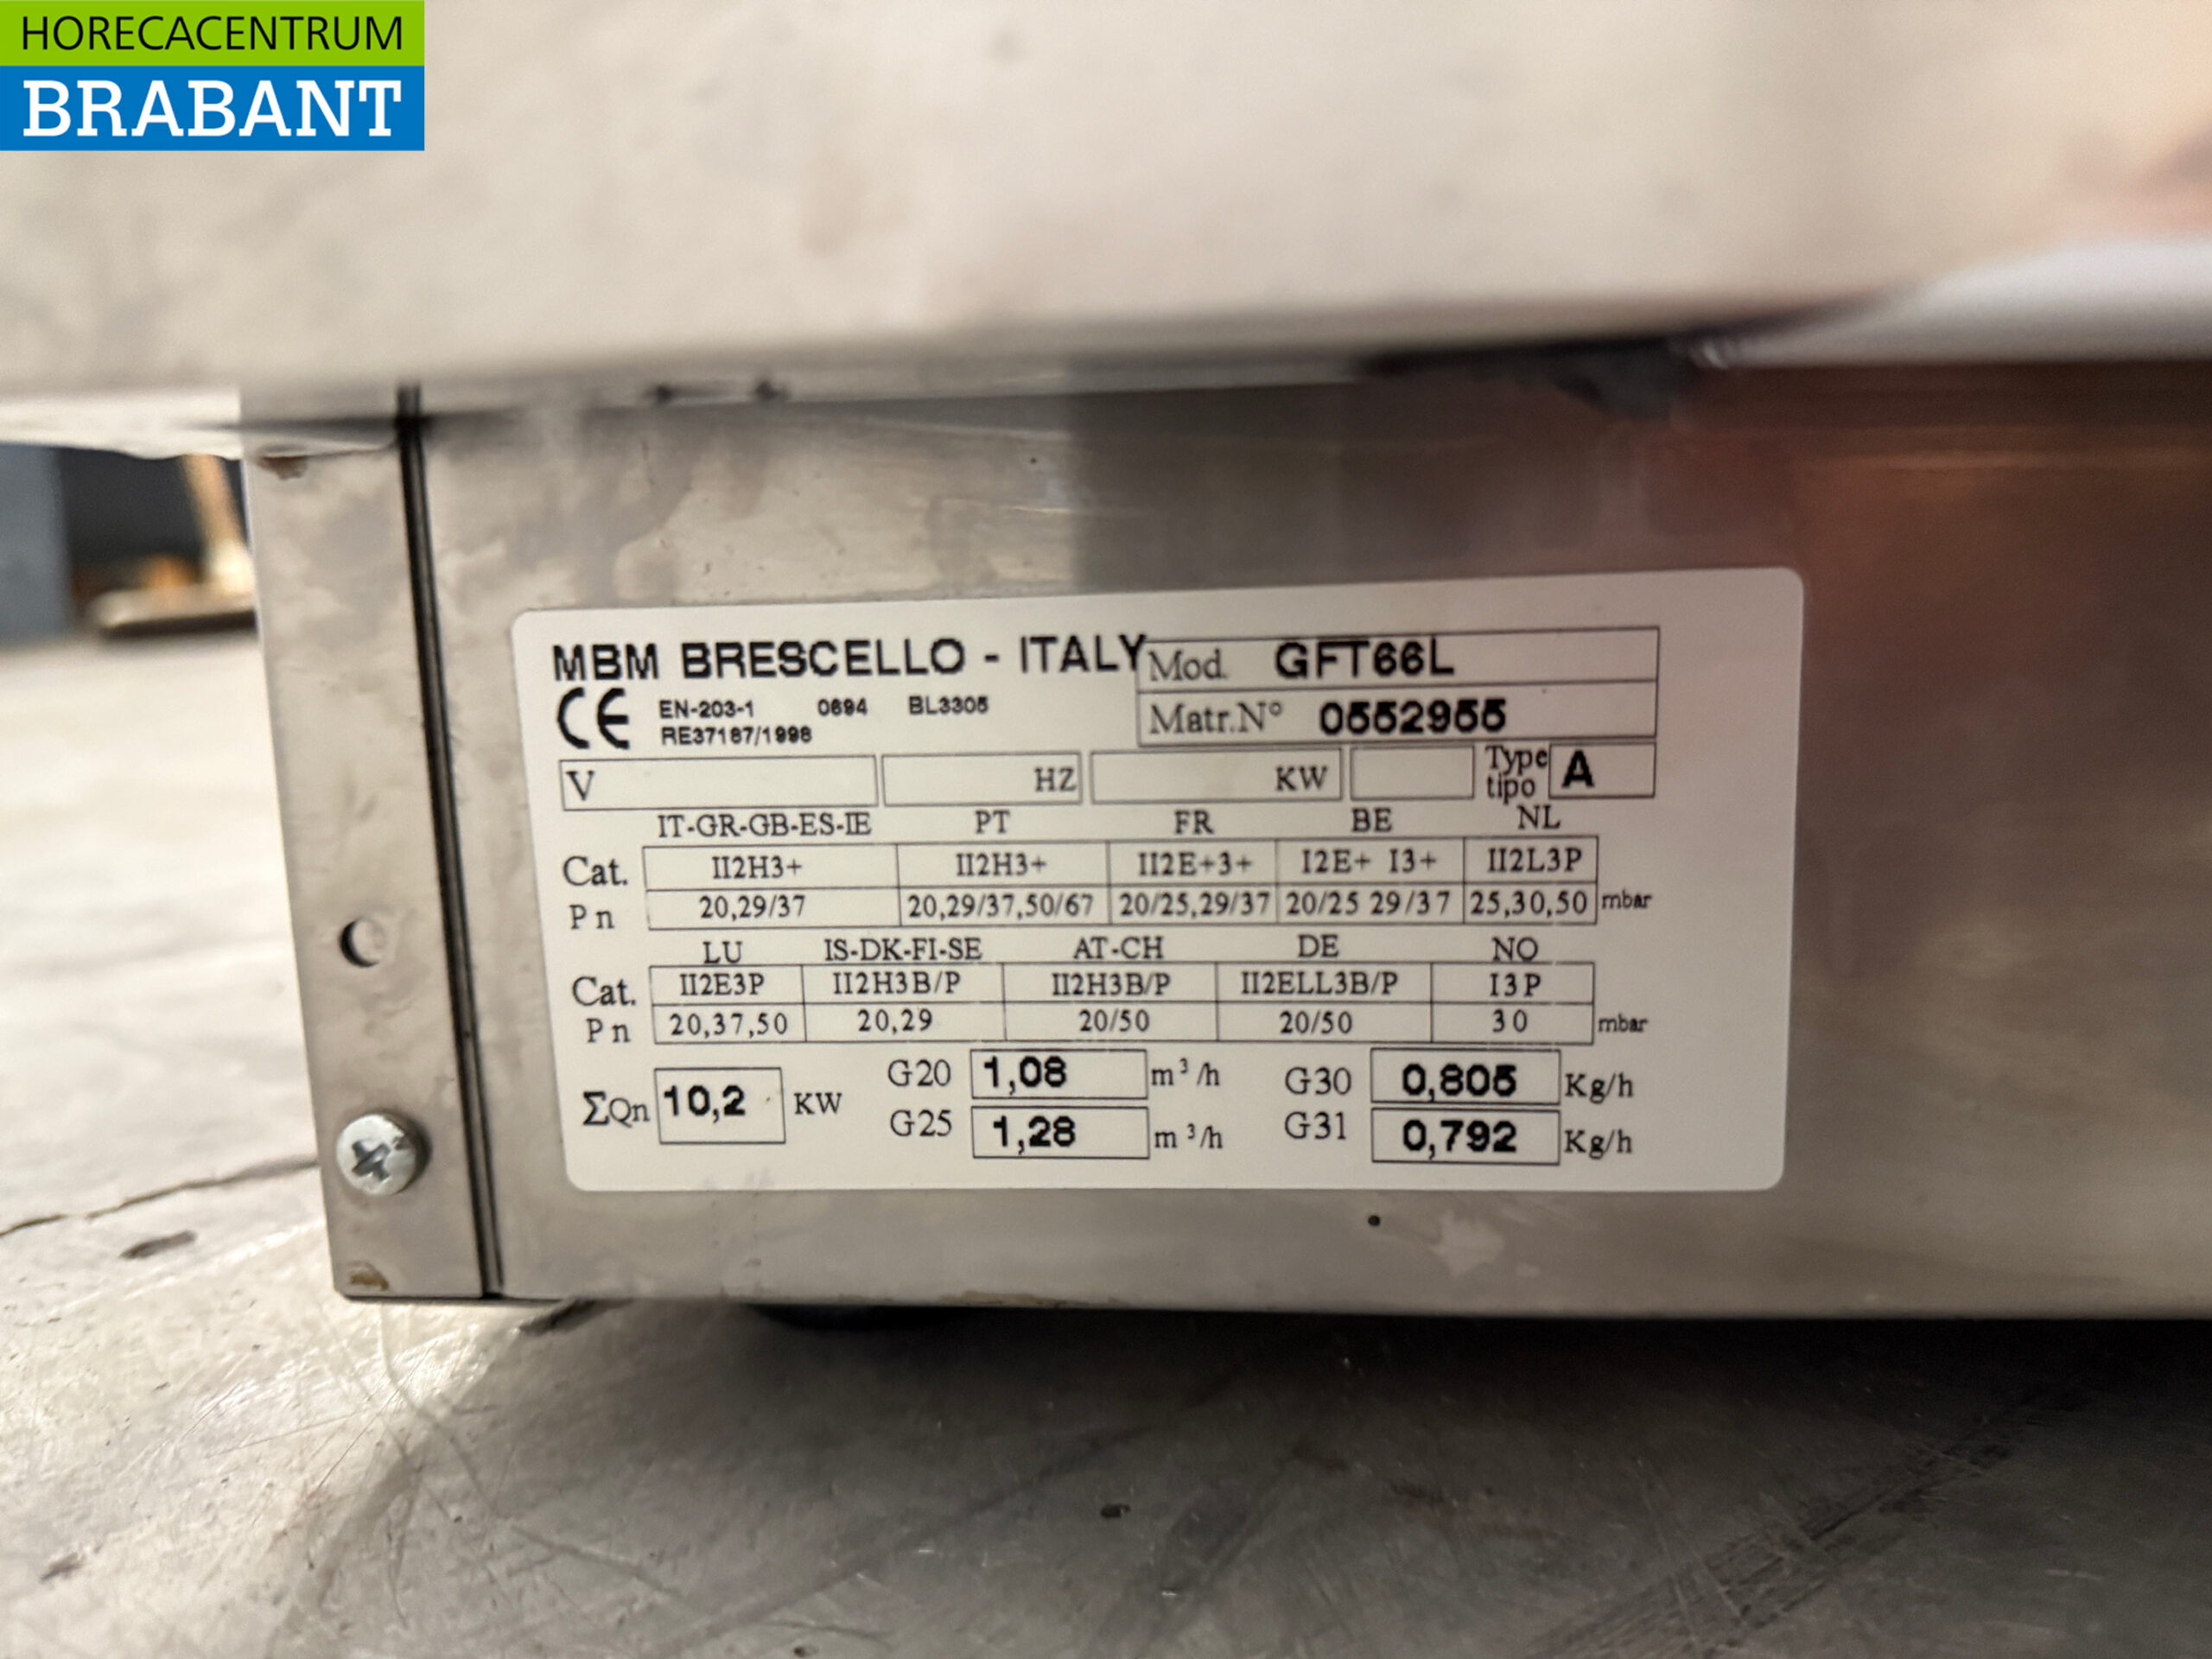 HORECACENTRUM
BRABANT
MBM BRESCELLO - ITALY
Mod. GFT66L
CE EN-203-1 0694 BL3305
RE37187/1998
Matr.N° 0552955
V HZ KW Type tipo A
IT-GR-GB-ES-IE PT FR BE NL
Cat. II2H3+ II2H3+ II2E+3+ I2E+ I3+ II2L3P
Pn 20,29/37 20,29/37,50/67 20/25,29/37 20/25 29/37 25,30,50 mbar
LU IS-DK-FI-SE AT-CH DE NO
Cat. II2E3P II2H3B/P II2H3B/P II2ELL3B/P I3P
Pn 20,37,50 20,29 20/50 20/50 30 mbar
ΣQn 10,2 KW
G20 1,08 m³/h G30 0,805 Kg/h
G25 1,28 m³/h G31 0,792 Kg/h